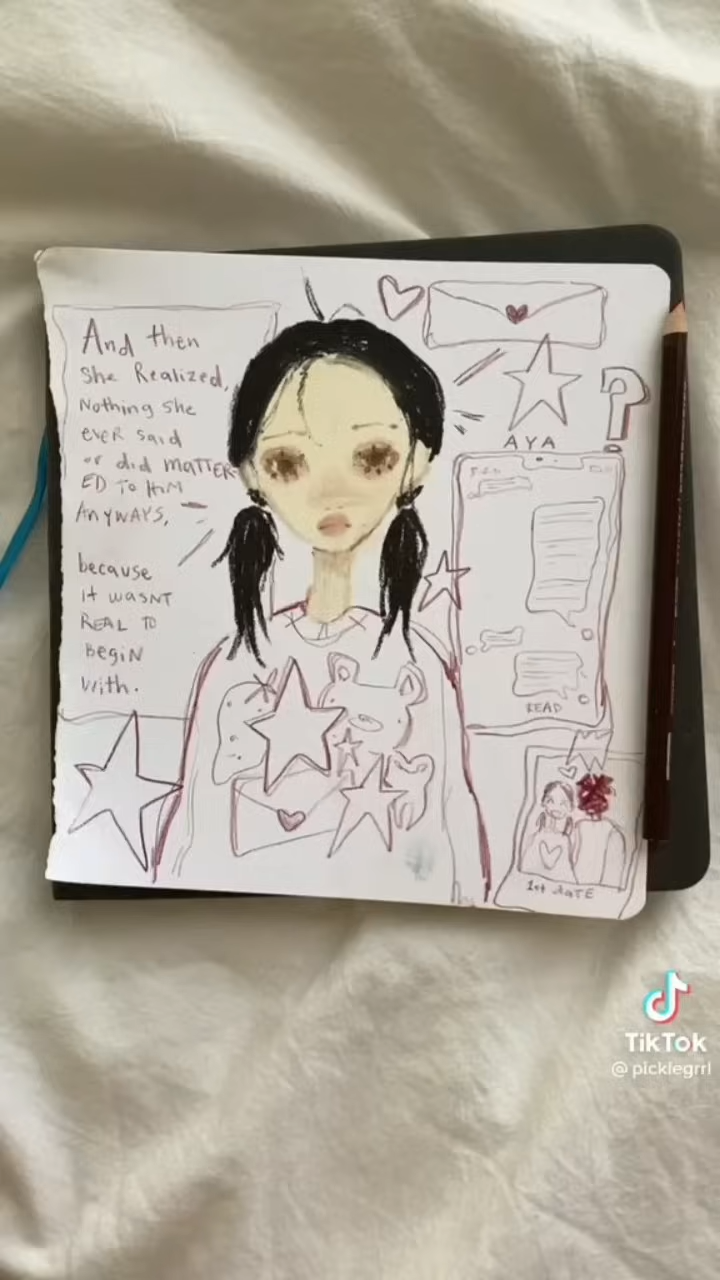 And then
She Realized,
Nothing She
eveR said
or did MATTER-
ED TO HiM
ANYWAYS,
because
it WASNT
REAL TO
BEGiN
With.
?
AYA
READ
1st DATE
TikTok
@ picklegrrl